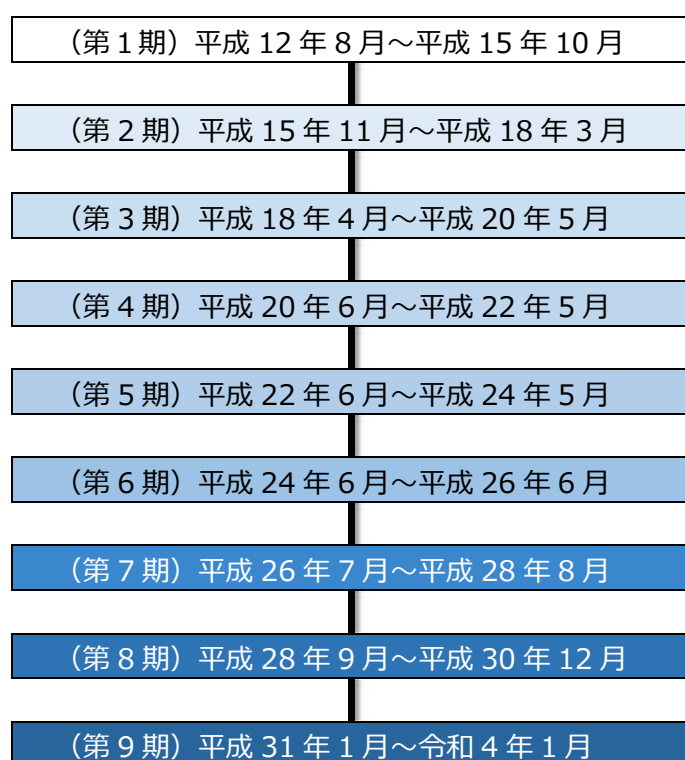 （第１期）平成 12 年 8 月～平成 15 年 10 月
（第 2 期）平成 15 年 11 月～平成 18 年 3 月
（第 3 期）平成 18 年 4 月～平成 20 年 5 月
（第 4 期）平成 20 年 6 月～平成 22 年 5 月
（第 5 期）平成 22 年 6 月～平成 24 年 5 月
（第 6 期）平成 24 年 6 月～平成 26 年 6 月
（第 7 期）平成 26 年 7 月～平成 28 年 8 月
（第 8 期）平成 28 年 9 月～平成 30 年 12 月
（第 9 期）平成 31 年 1 月～令和 4 年 1 月